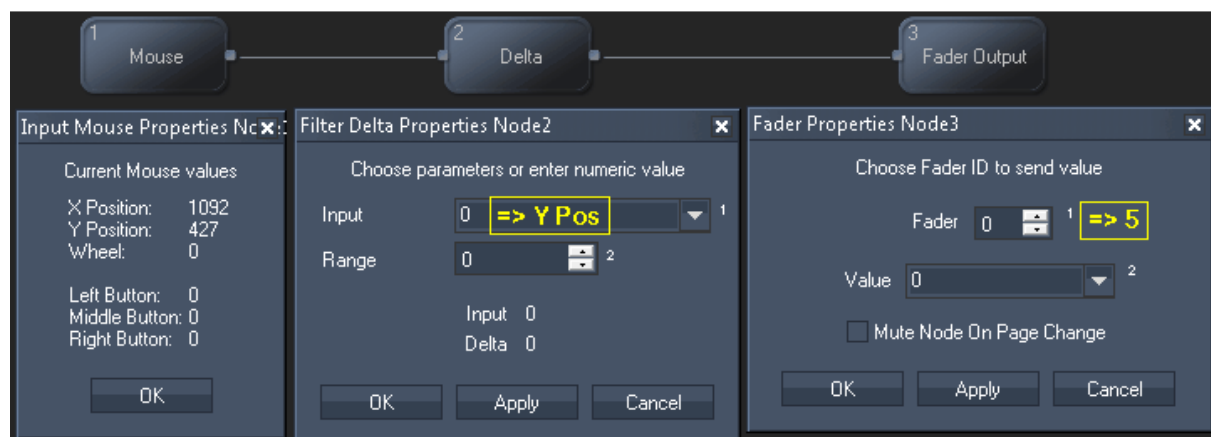 1
Mouse
2
Delta
3
Fader Output
Input Mouse Properties No
Current Mouse values
X Position: 1092
Y Position: 427
Wheel: 0
Left Button: 0
Middle Button: 0
Right Button: 0
OK
Filter Delta Properties Node2
Choose parameters or enter numeric value
Input 0 => Y Pos 1
Range 0 2
Input 0
Delta 0
OK Apply Cancel
Fader Properties Node3
Choose Fader ID to send value
Fader 0 1 => 5
Value 0 2
Mute Node On Page Change
OK Apply Cancel